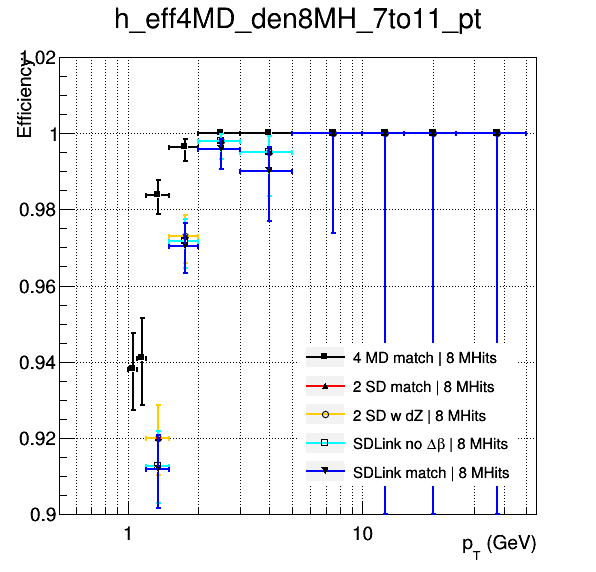 h_eff4MD_den8MH_7to11_pt
Efficiency
1.02
1
0.98
0.96
0.94
0.92
0.9
4 MD match | 8 MHits
2 SD match | 8 MHits
2 SD w dZ | 8 MHits
SDLink no Δβ | 8 MHits
SDLink match | 8 MHits
1
10
p_T (GeV)